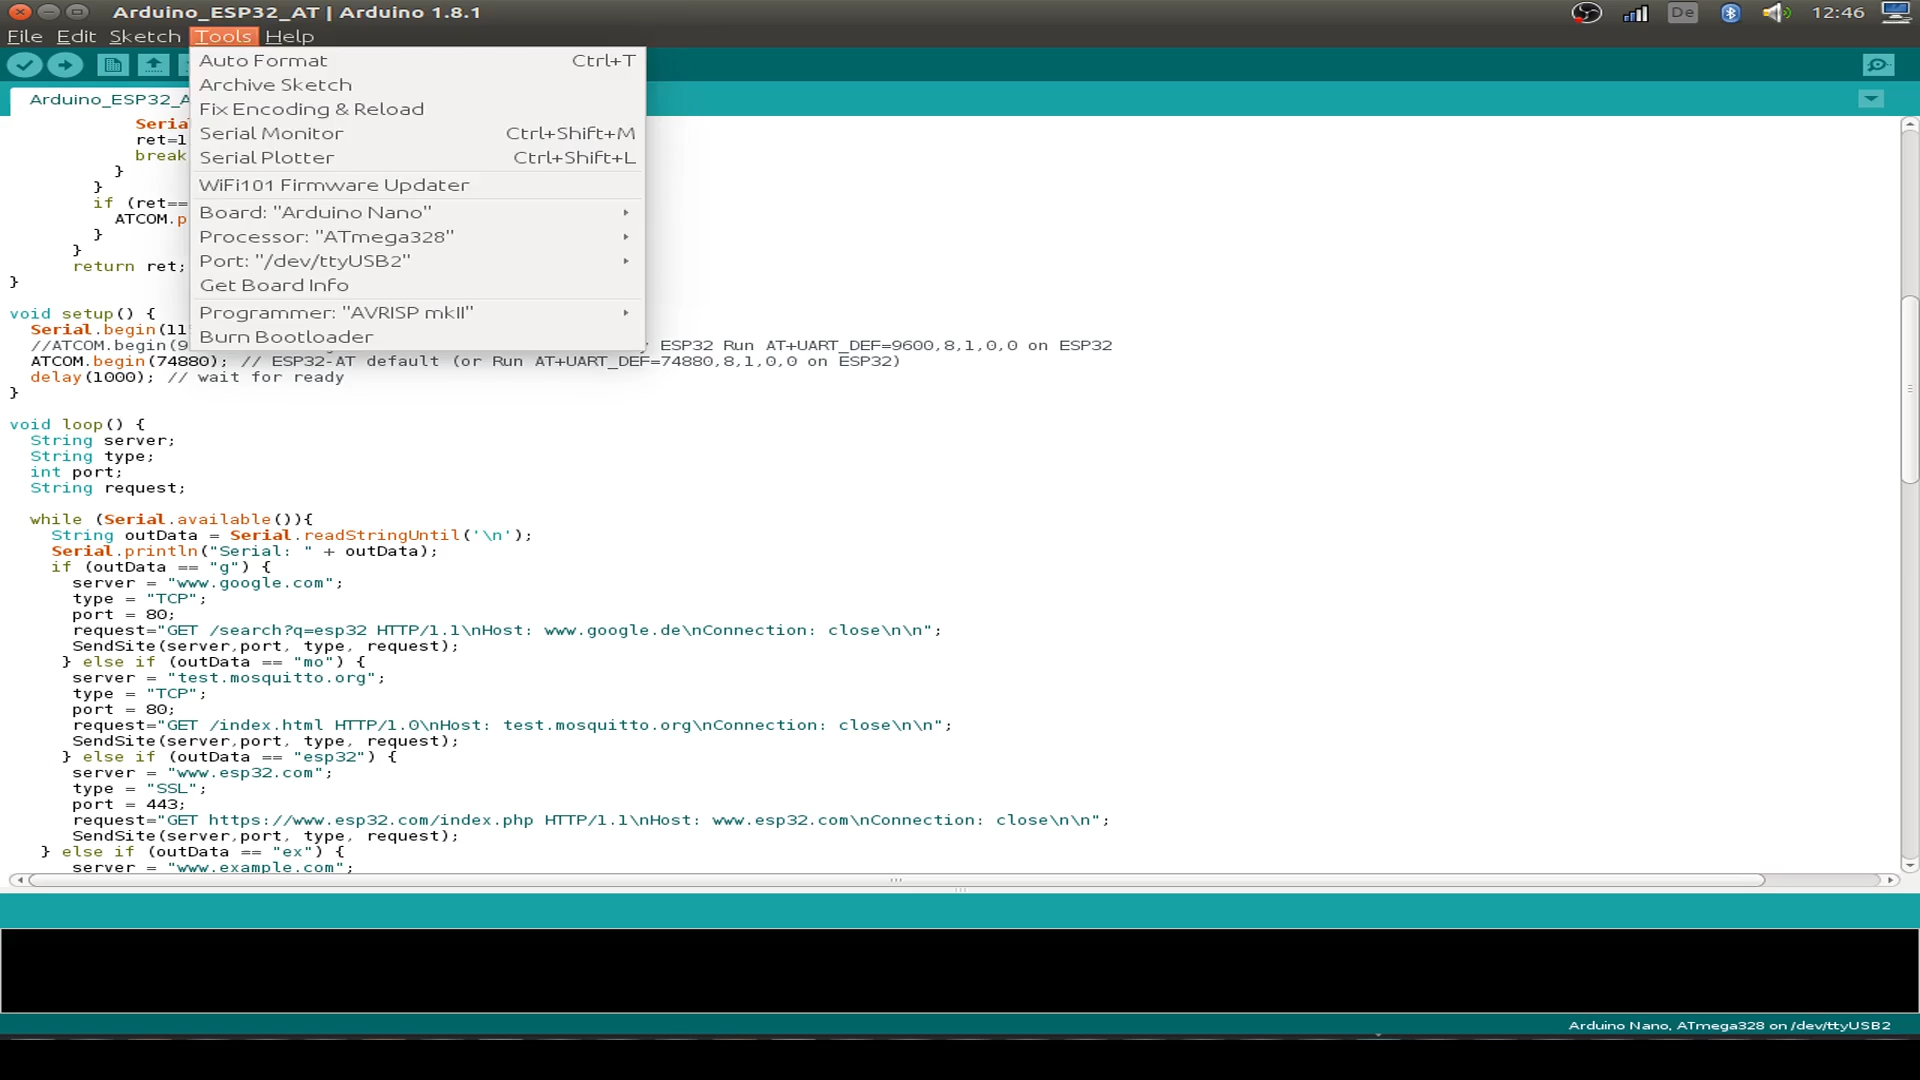 Arduino_ESP32_AT | Arduino 1.8.1
De
12:46
File Edit Sketch Tools Help
Auto Format Ctrl+T
Archive Sketch
Fix Encoding & Reload
Serial Monitor Ctrl+Shift+M
Serial Plotter Ctrl+Shift+L
WiFi101 Firmware Updater
Board: "Arduino Nano"
Processor: "ATmega328"
Port: "/dev/ttyUSB2"
Get Board Info
Programmer: "AVRISP mkII"
Burn Bootloader
Arduino_ESP32_A
Seria
ret=1
break
}
}
if (ret==
ATCOM.p
}
}
return ret;
}
void setup() {
Serial.begin(11
//ATCOM.begin(9 ESP32 Run AT+UART_DEF=9600,8,1,0,0 on ESP32
ATCOM.begin(74880); // ESP32-AT default (or Run AT+UART_DEF=74880,8,1,0,0 on ESP32)
delay(1000); // wait for ready
}
void loop() {
String server;
String type;
int port;
String request;
while (Serial.available()){
String outData = Serial.readStringUntil('\n');
Serial.println("Serial: " + outData);
if (outData == "g") {
server = "www.google.com";
type = "TCP";
port = 80;
request="GET /search?q=esp32 HTTP/1.1\nHost: www.google.de\nConnection: close\n\n";
SendSite(server,port, type, request);
} else if (outData == "mo") {
server = "test.mosquitto.org";
type = "TCP";
port = 80;
request="GET /index.html HTTP/1.0\nHost: test.mosquitto.org\nConnection: close\n\n";
SendSite(server,port, type, request);
} else if (outData == "esp32") {
server = "www.esp32.com";
type = "SSL";
port = 443;
request="GET https://www.esp32.com/index.php HTTP/1.1\nHost: www.esp32.com\nConnection: close\n\n";
SendSite(server,port, type, request);
} else if (outData == "ex") {
server = "www.example.com";
Arduino Nano, ATmega328 on /dev/ttyUSB2